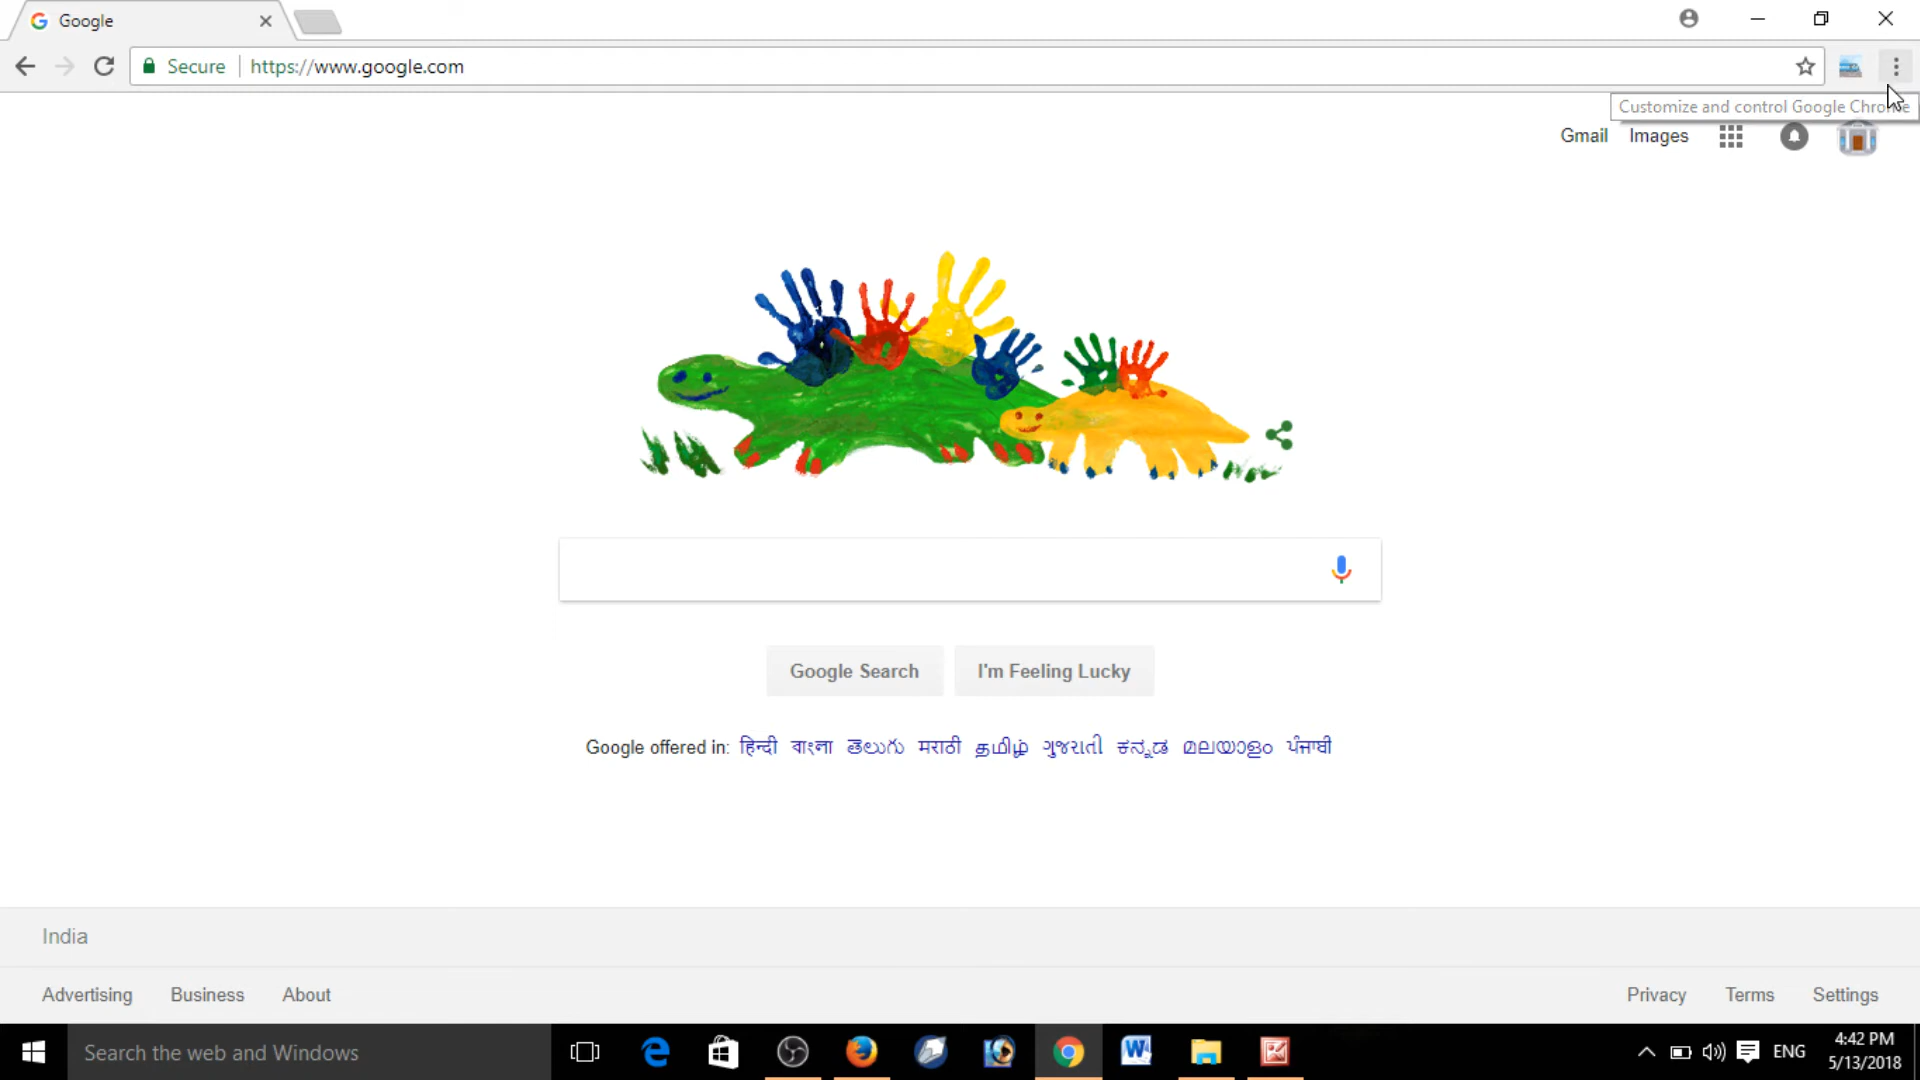 Google
Secure
https://www.google.com
Customize and control Google Chrome
Gmail
Images
Google Search
I'm Feeling Lucky
Google offered in: हिन्दी বাংলা తెలుగు मराठी தமிழ் ગુજરાતી ಕನ್ನಡ മലയാളം ਪੰਜਾਬੀ
India
Advertising
Business
About
Privacy
Terms
Settings
Search the web and Windows
ENG
4:42 PM
5/13/2018